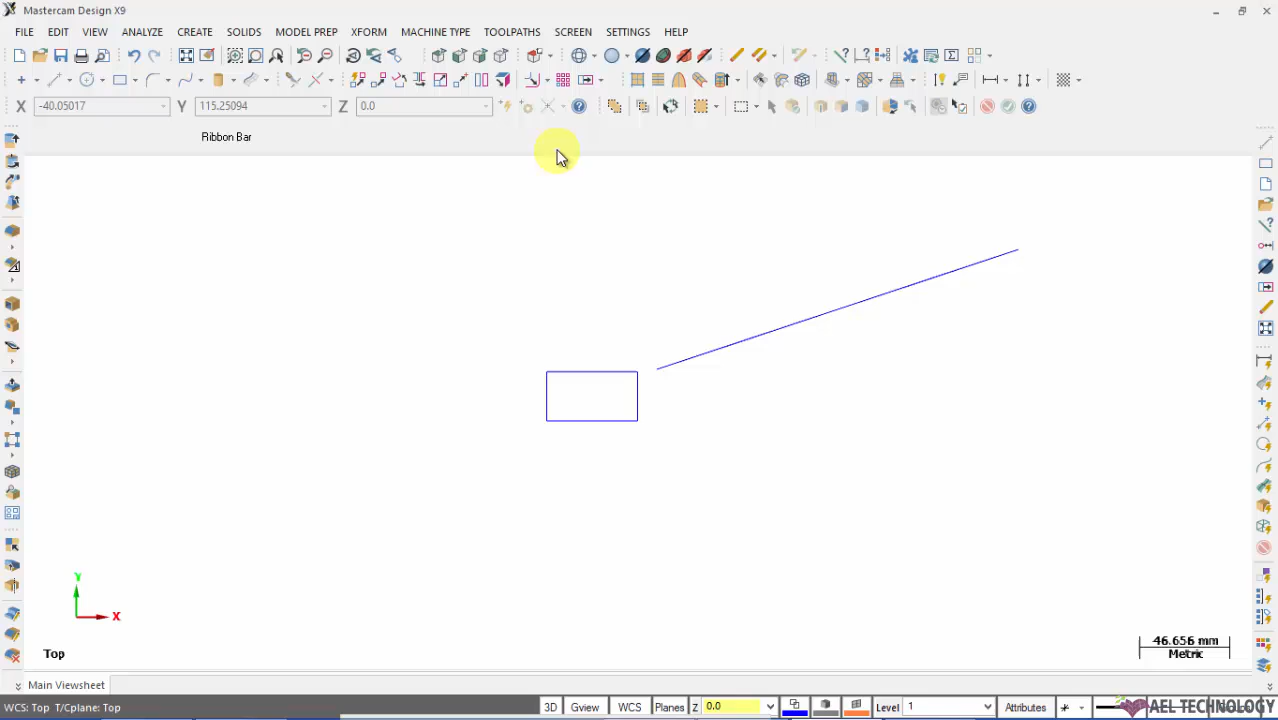 Mastercam Design X9
FILE EDIT VIEW ANALYZE CREATE SOLIDS MODEL PREP XFORM MACHINE TYPE TOOLPATHS SCREEN SETTINGS HELP
X -40.05017 Y 115.25094 Z 0.0
Ribbon Bar
Y
X
Top
46.656 mm
Metric
Main Viewsheet
WCS: Top T/Cplane: Top 3D Gview WCS Planes Z 0.0 Level 1 Attributes
AEL TECHNOLOGY